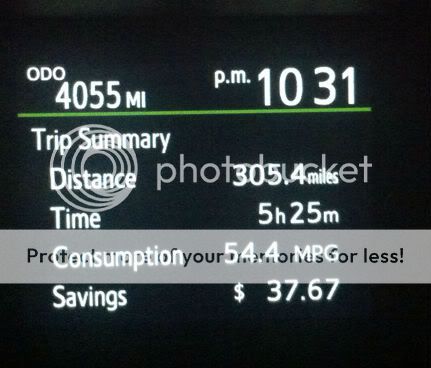 ODO
4055 MI
p.m. 10 31
Trip Summary
Distance 305.4 miles
photobucket
Time 5h 25m
Consumption 54.4 MPG
Protect more of your memories for less!
Savings $ 37.67